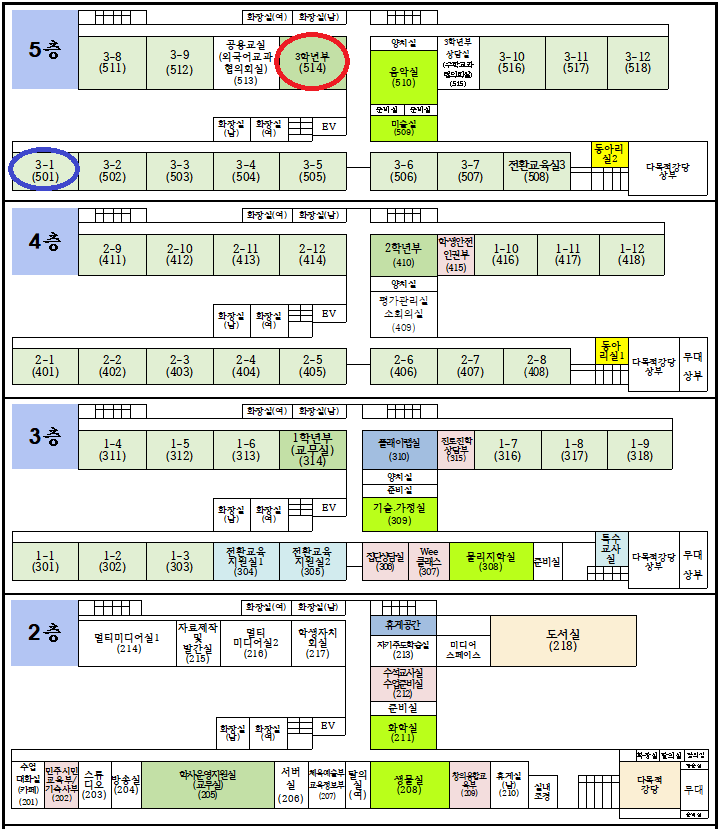 화장실(여) 화장실(남)
5층
3-8 (511)
3-9 (512)
공용교실 (외국어교과 협의회실) (513)
3학년부 (514)
양치실
음악실 (510)
준비실 준비실
미술실 (509)
3학년부 상담실 (수학교과 협의회실) (515)
3-10 (516)
3-11 (517)
3-12 (518)
화장실 (남)
화장실 (여)
EV
3-1 (501)
3-2 (502)
3-3 (503)
3-4 (504)
3-5 (505)
3-6 (506)
3-7 (507)
전환교육실3 (508)
동아리 실2
다목적강당 상부
화장실(여) 화장실(남)
4층
2-9 (411)
2-10 (412)
2-11 (413)
2-12 (414)
2학년부 (410)
학생안전 인권부 (415)
1-10 (416)
1-11 (417)
1-12 (418)
양치실
평가관리실 소회의실 (409)
화장실 (남)
화장실 (여)
EV
2-1 (401)
2-2 (402)
2-3 (403)
2-4 (404)
2-5 (405)
2-6 (406)
2-7 (407)
2-8 (408)
동아 리실1
다목적강당 상부
무대 상부
화장실(여) 화장실(남)
3층
1-4 (311)
1-5 (312)
1-6 (313)
1학년부 (교무실) (314)
플레이랩실 (310)
진로진학 상담부 (315)
1-7 (316)
1-8 (317)
1-9 (318)
양치실
준비실
기술.가정실 (309)
화장실 (남)
화장실 (여)
EV
1-1 (301)
1-2 (302)
1-3 (303)
전환교육 지원실1 (304)
전환교육 지원실2 (305)
집단상담실 (306)
Wee 클래스 (307)
물리지학실 (308)
준비실
특수 교사 실
다목적강당 상부
무대 상부
화장실(여) 화장실(남)
2층
멀티미디어실1 (214)
자료제작 및 발간실 (215)
멀티 미디어실2 (216)
학생자치 회실 (217)
휴게공간
자기주도학습실 (213)
미디어 스페이스
도서실 (218)
수석교사실 수업준비실 (212)
준비실
화학실 (211)
화장실 (남)
화장실 (여)
EV
수업 대화실 (카페) (201)
민주시민 교육부/ 기숙사부 (202)
스튜 디오 (203)
방송실 (204)
학사운영지원실 (교무실) (205)
서버 실 (206)
체육예술부 교육정보부 (207)
탈의 실 (여)
생물실 (208)
창의융합교 육부 (209)
휴게실 (남) (210)
실내 조경
화장실 탈의실
다목적 강당
무대